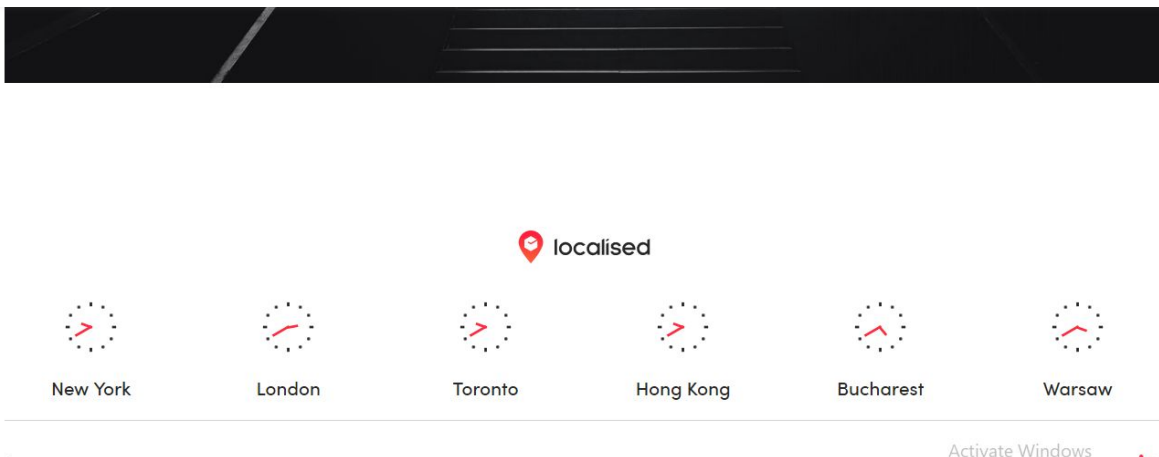 localised
New York London Toronto Hong Kong Bucharest Warsaw
Activate Windows